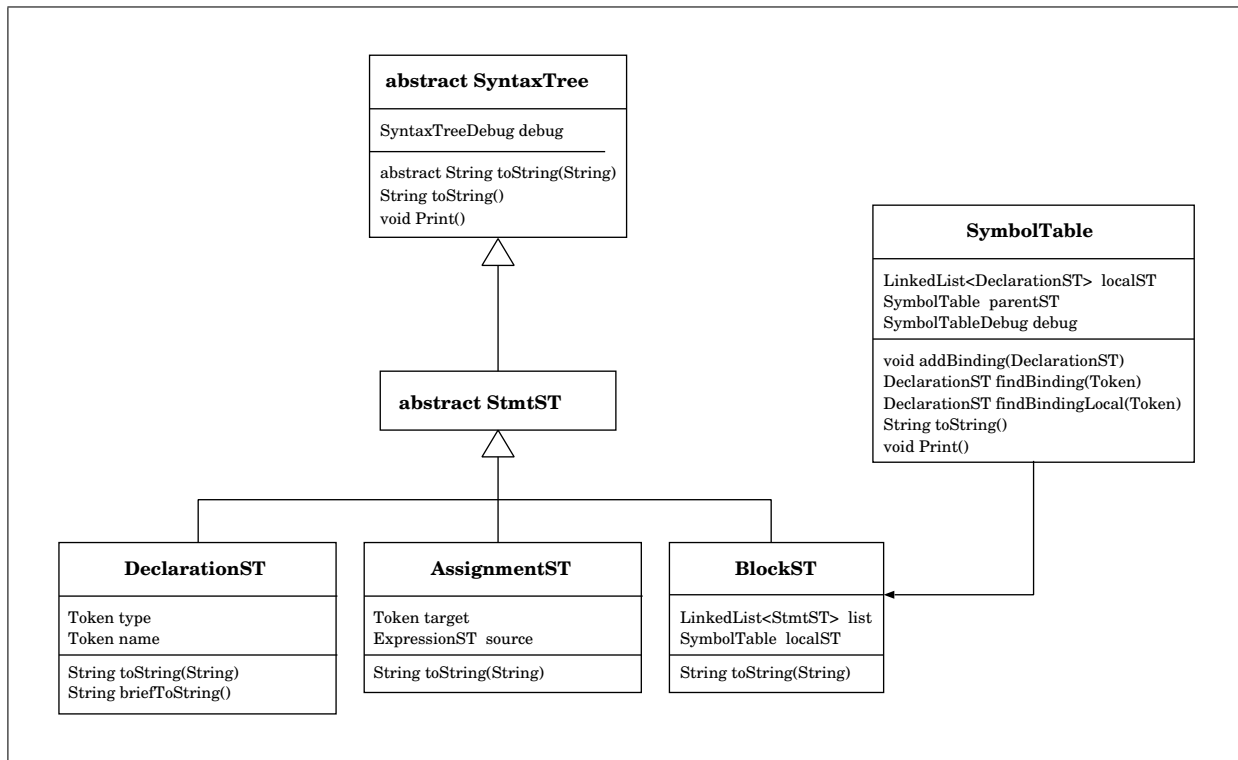 abstract SyntaxTree
SyntaxTreeDebug debug
abstract String toString(String)
String toString()
void Print()
SymbolTable
LinkedList<DeclarationST> localST
SymbolTable parentST
SymbolTableDebug debug
void addBinding(DeclarationST)
DeclarationST findBinding(Token)
DeclarationST findBindingLocal(Token)
String toString()
void Print()
abstract StmtST
DeclarationST
Token type
Token name
String toString(String)
String briefToString()
AssignmentST
Token target
ExpressionST source
String toString(String)
BlockST
LinkedList<StmtST> list
SymbolTable localST
String toString(String)